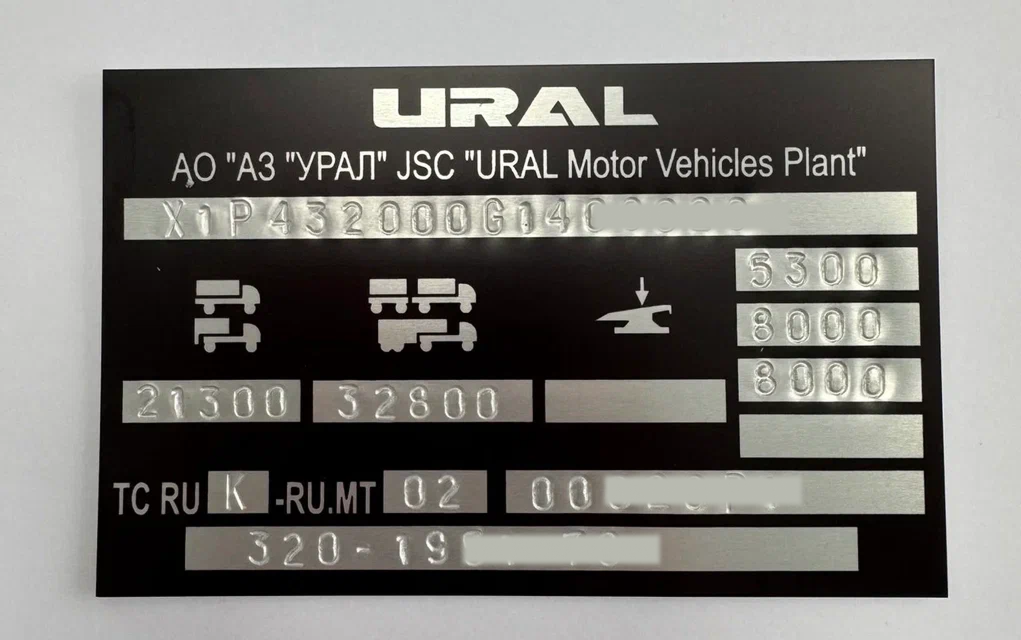 URAL
АО "АЗ "УРАЛ" JSC "URAL Motor Vehicles Plant"
X1P432000G140
5300
8000
8000
21300 32800
TC RU K -RU.MT 02 00
320-19